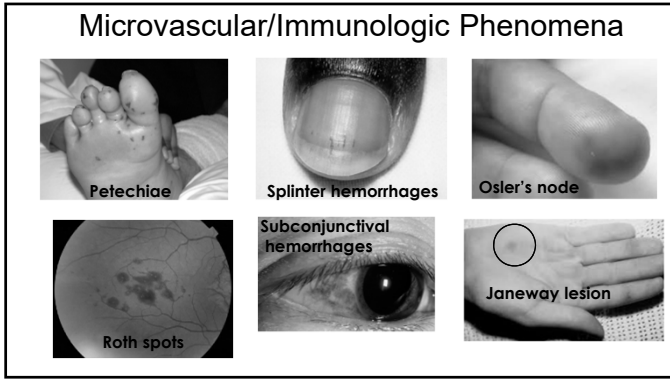 Microvascular/Immunologic Phenomena
Petechiae
Splinter hemorrhages
Osler's node
Roth spots
Subconjunctival
hemorrhages
Janeway lesion